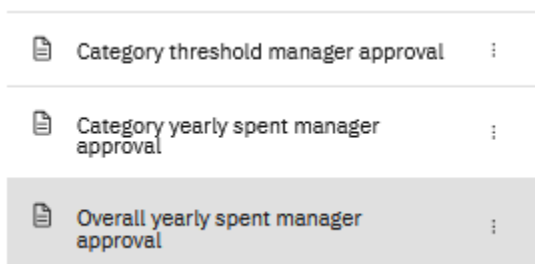 Category threshold manager approval
Category yearly spent manager
approval
Overall yearly spent manager
approval